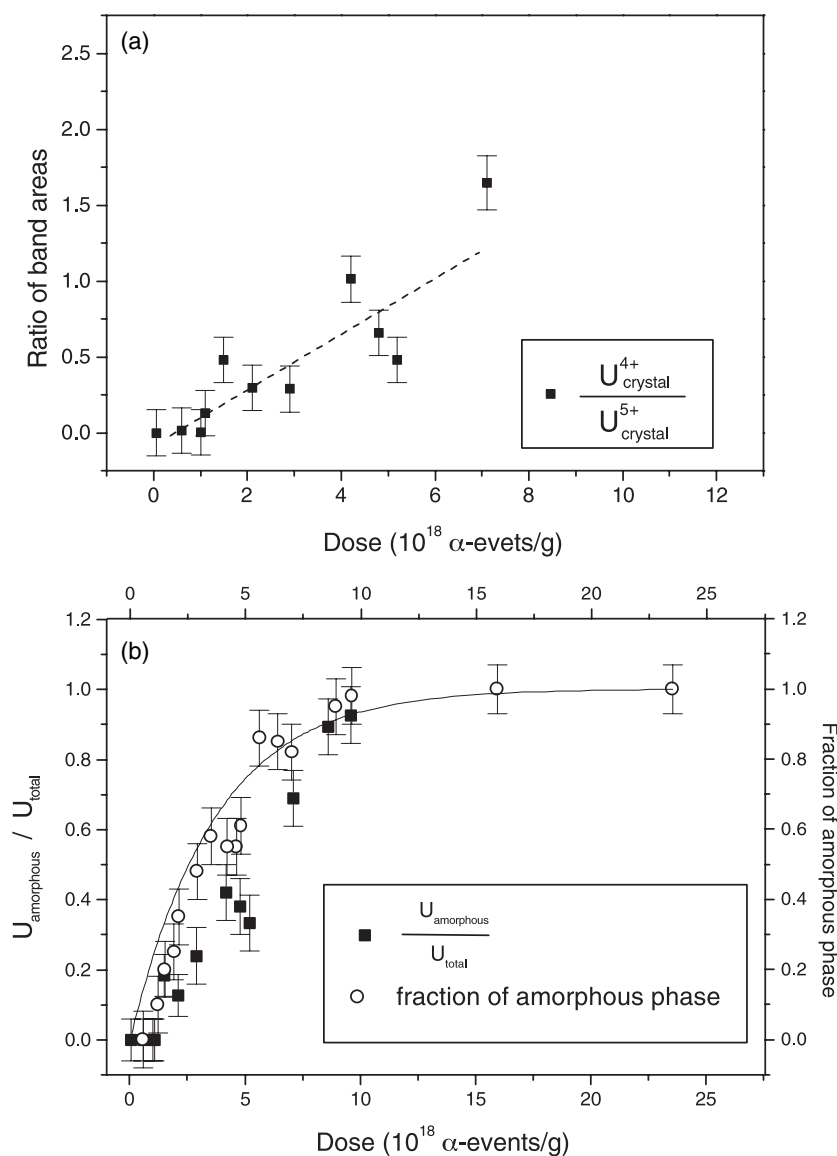 (a)
2.5
2.0
1.5
1.0
0.5
0.0
Ratio of band areas
U4+crystal
U5+crystal
0 2 4 6 8 10 12
Dose (10^18 α-evets/g)
0 5 10 15 20 25
(b)
1.2 1.2
1.0 1.0
0.8 0.8
0.6 0.6
0.4 0.4
0.2 0.2
0.0 0.0
Uamorphous / Utotal
Fraction of amorphous phase
Uamorphous
Utotal
fraction of amorphous phase
0 5 10 15 20 25
Dose (10^18 α-events/g)